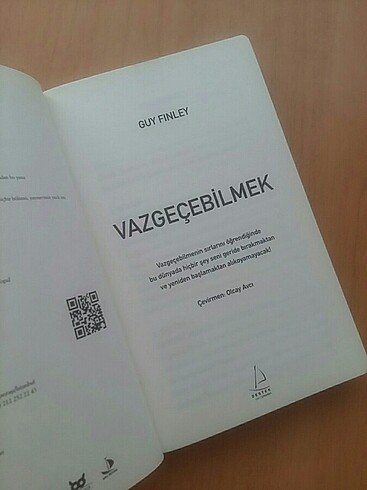 GUY FINLEY
VAZGEÇEBİLMEK
Vazgeçebilmenin sırlarını öğrendiğinde
bu dünyada hiçbir şey seni geride bırakmaktan
ve yeniden başlamaktan alıkoyamayacak!
Çevirmen: Olcay Avcı
DESTEK